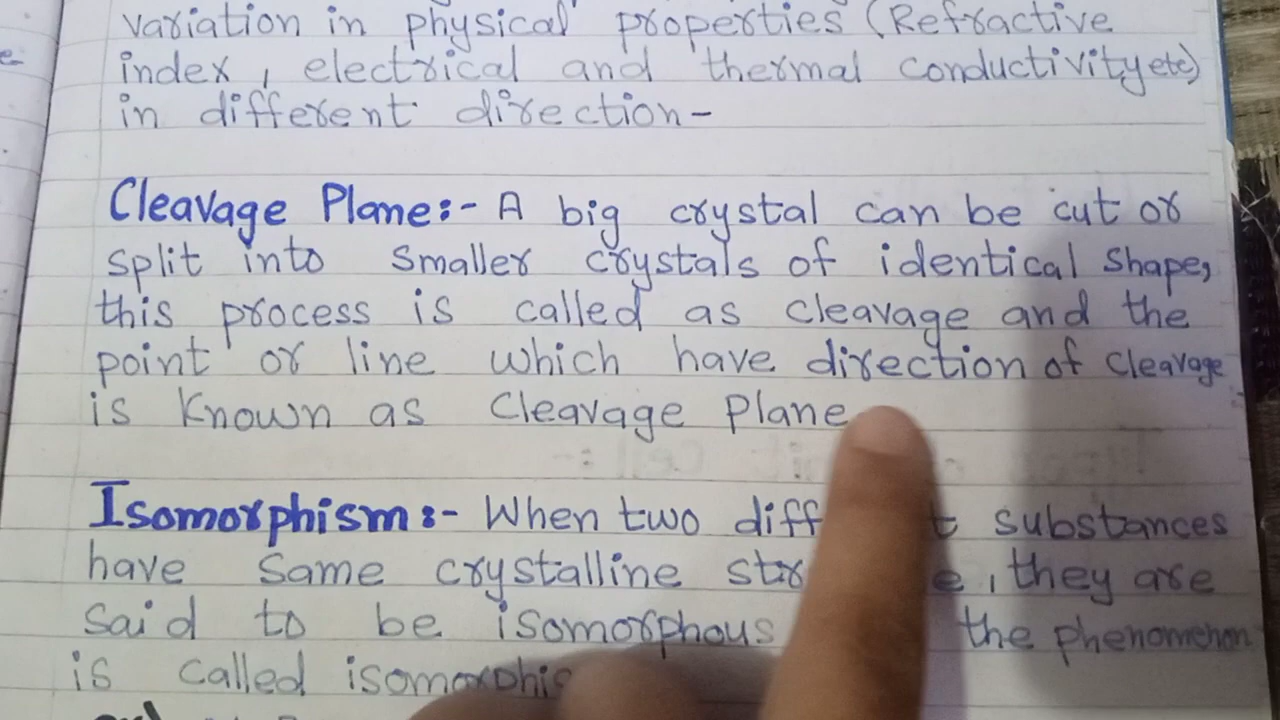 variation in physical properties (Refractive
index, electrical and thermal conductivity etc)
in different direction-
Cleavage Plane:- A big crystal can be cut or
split into smaller crystals of identical shape,
this process is called as cleavage and the
point or line which have direction of cleavage
is known as cleavage plane
Isomorphism:- When two substances
have same crystalline they are
said to be isomorphous the phenomenon
is called